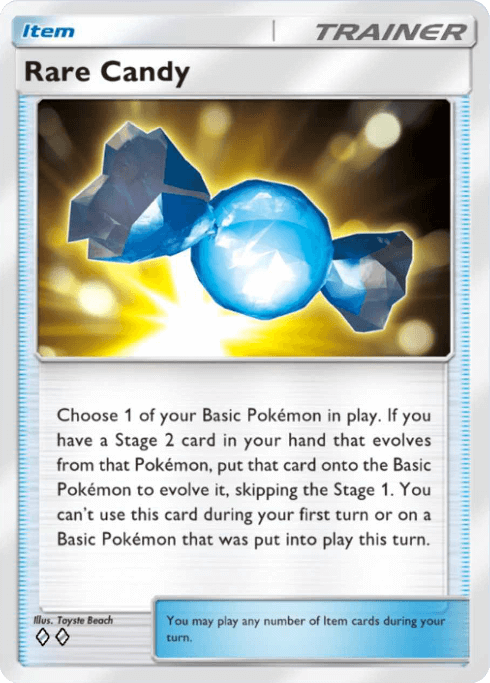 Item
TRAINER
Rare Candy
Choose 1 of your Basic Pokémon in play. If you
have a Stage 2 card in your hand that evolves
from that Pokémon, put that card onto the Basic
Pokémon to evolve it, skipping the Stage 1. You
can't use this card during your first turn or on a
Basic Pokémon that was put into play this turn.
Illus. Toyste Beach
You may play any number of Item cards during your
turn.